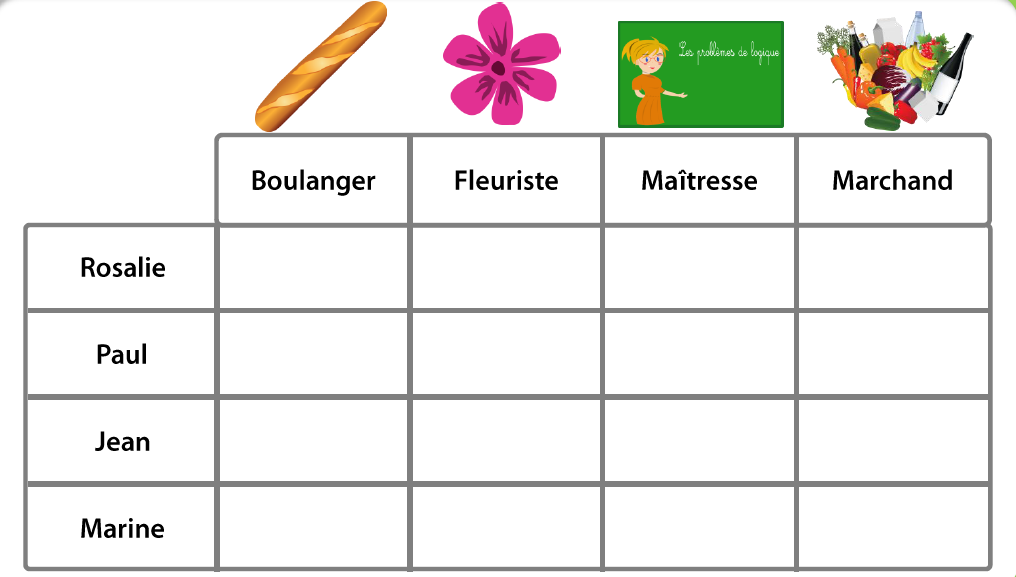 Les problèmes de logique
Boulanger Fleuriste Maîtresse Marchand
Rosalie
Paul
Jean
Marine